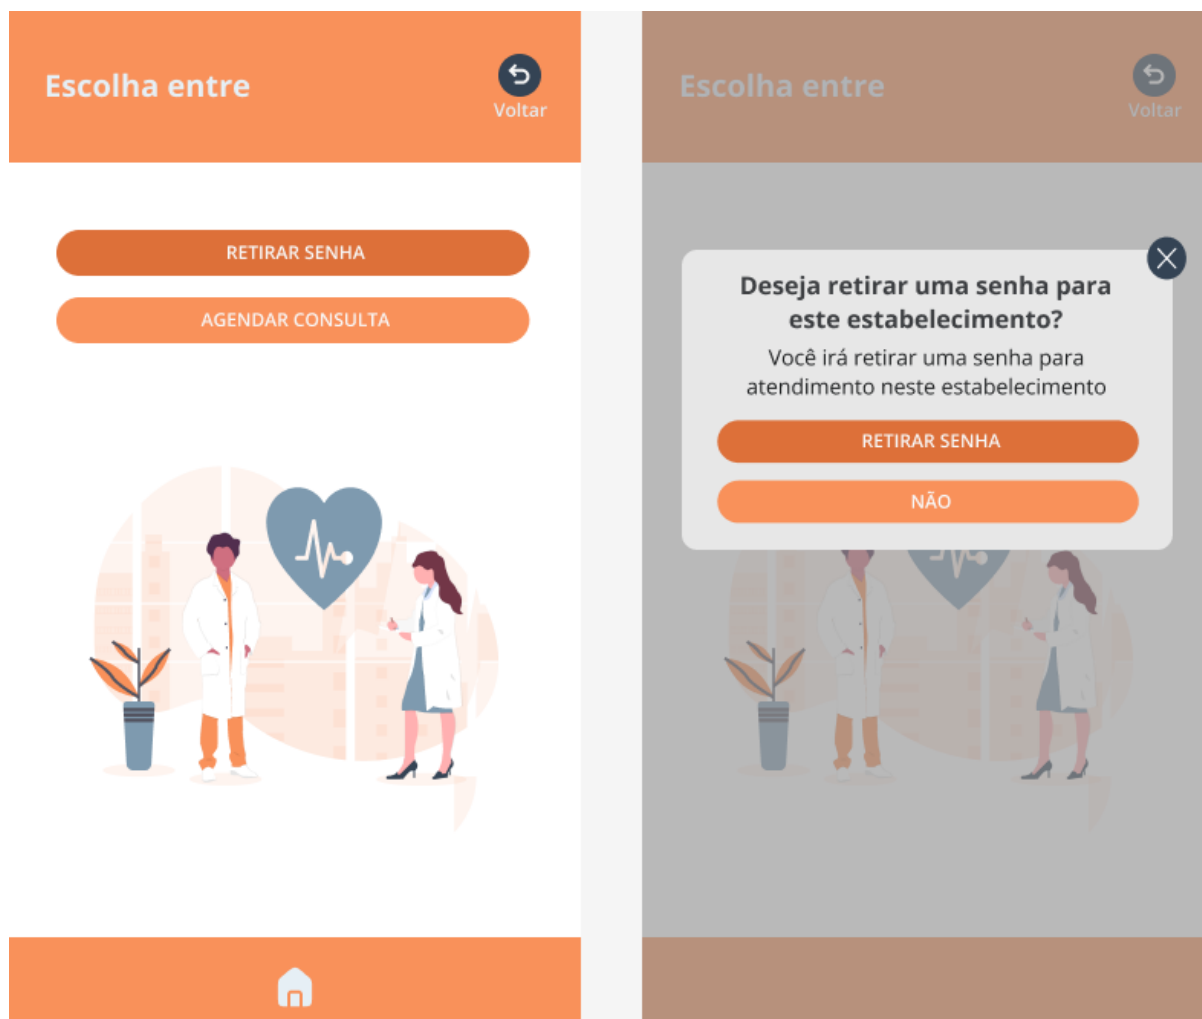 Escolha entre
Voltar
RETIRAR SENHA
AGENDAR CONSULTA
Escolha entre
Voltar
Deseja retirar uma senha para
este estabelecimento?
Você irá retirar uma senha para
atendimento neste estabelecimento
RETIRAR SENHA
NÃO